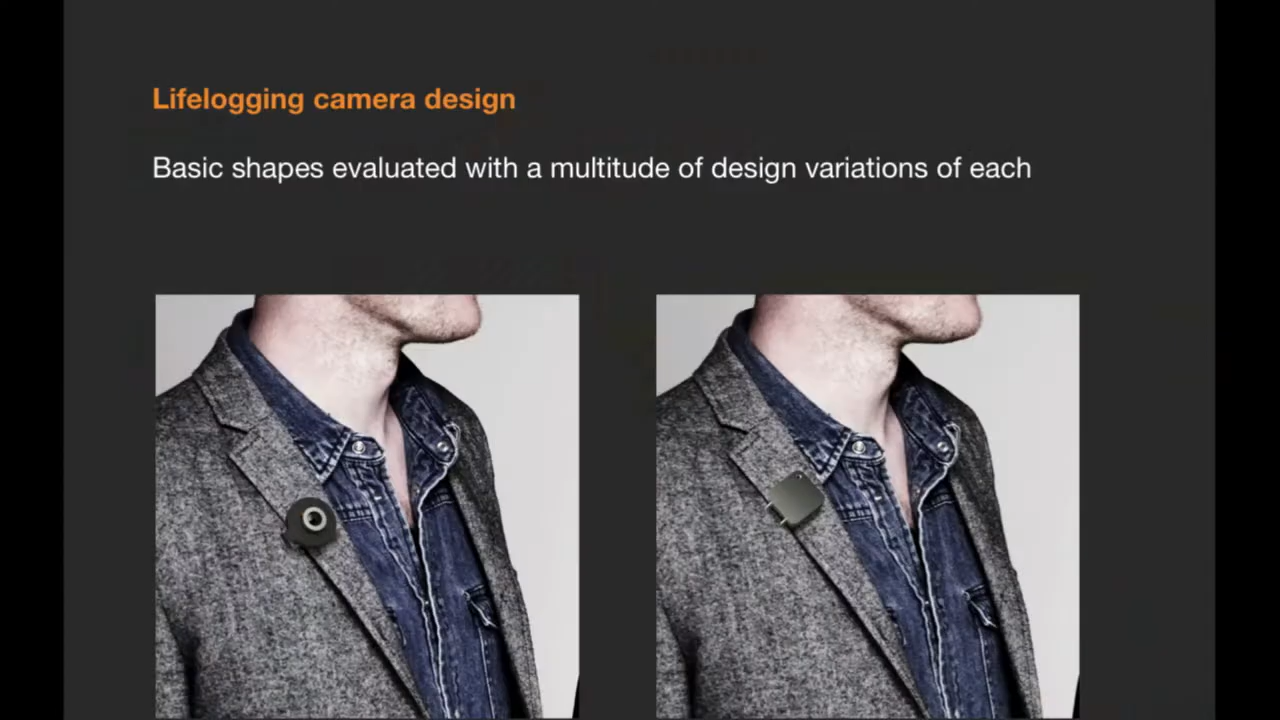 Lifelogging camera design
Basic shapes evaluated with a multitude of design variations of each